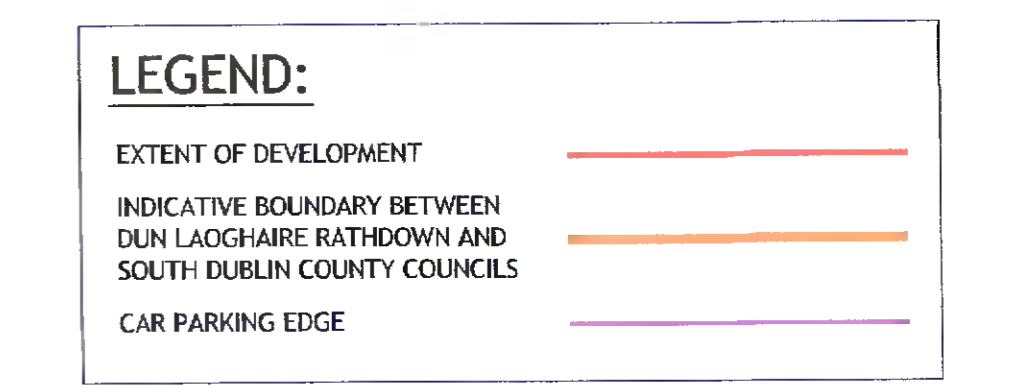 LEGEND:
EXTENT OF DEVELOPMENT
INDICATIVE BOUNDARY BETWEEN
DUN LAOGHAIRE RATHDOWN AND
SOUTH DUBLIN COUNTY COUNCILS
CAR PARKING EDGE